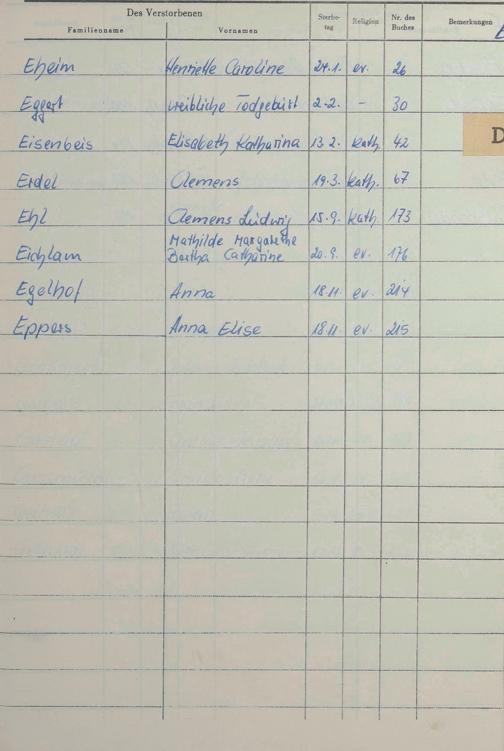 Des Verstorbenen
Familienname Vornamen Sterbe-
tag Religion Nr. des
Buches Bemerkungen
Eheim Henriette Caroline 24.1. ev. 26
Eggert weibliche Todgeburt 2.2. - 30
Eisenbeis Elisabeth Katharina 13 2. kath. 42
D
Erdel Clemens 19.3. kath. 67
Ehl Clemens Ludwig 15.9. kath 173
Mathilde Margarethe
Eichlam Bertha Catharine 20.9. ev. 176
Egelhof Anna 18 11. ev. 214
Eppers Anna Elise 18 11 ev. 215